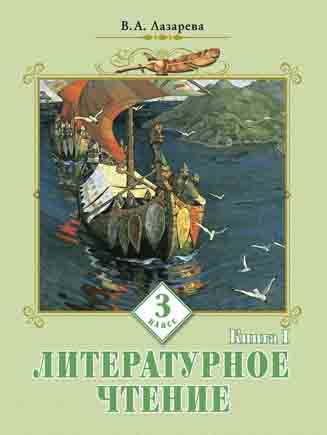 В.А. Лазарева
3
класс
Книга 1
ЛИТЕРАТУРНОЕ
ЧТЕНИЕ